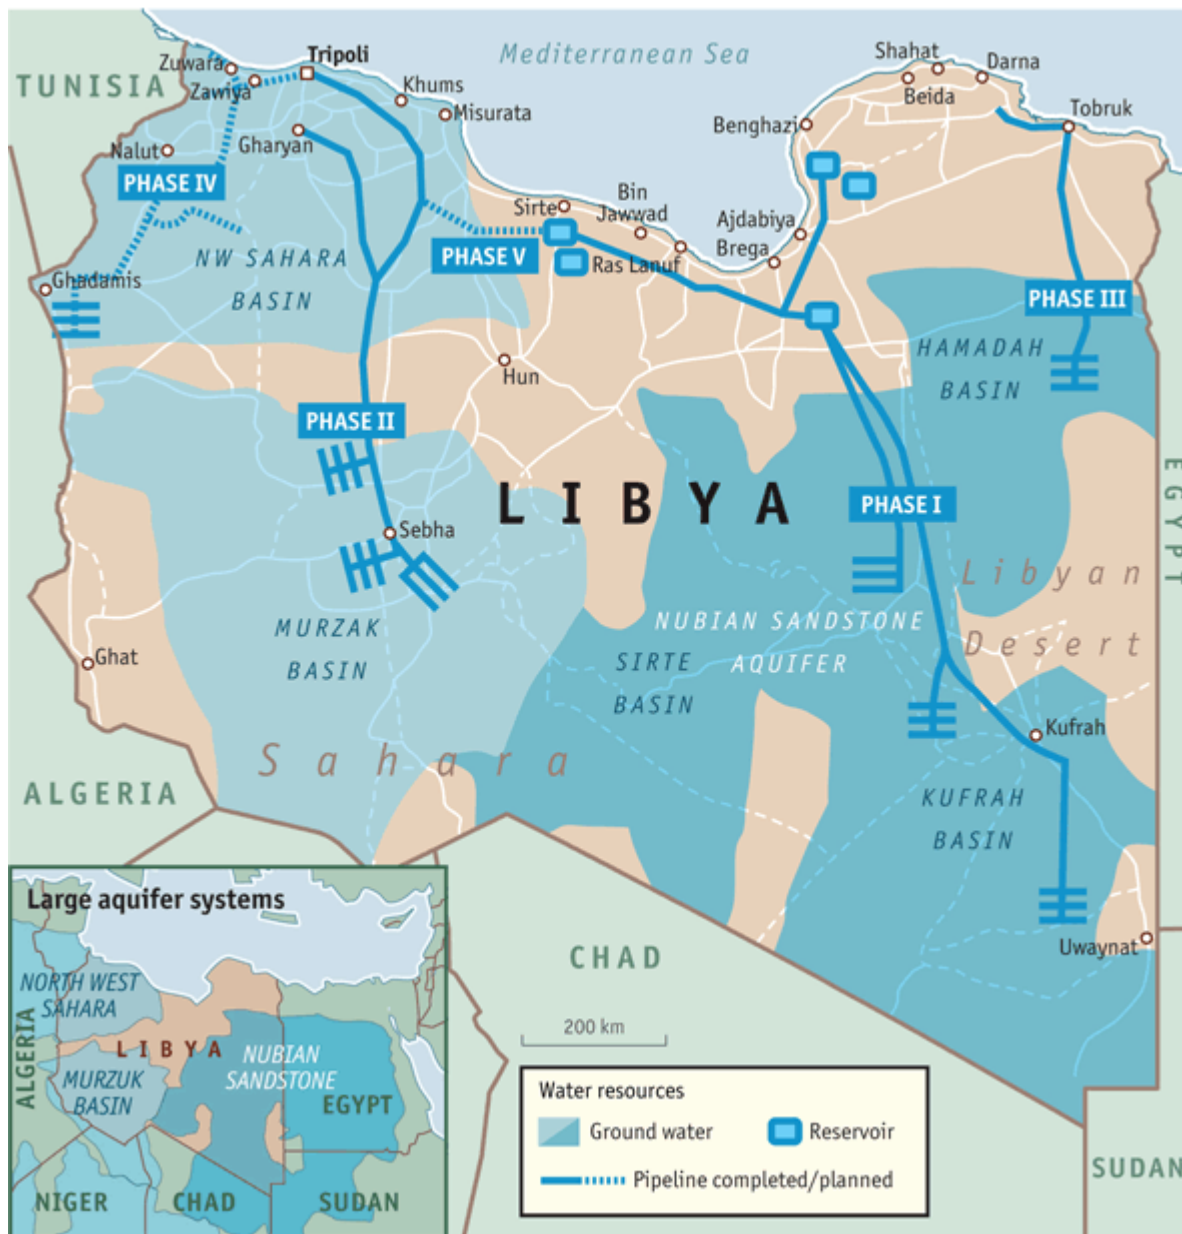 Mediterranean Sea
TUNISIA
Zuwara
Zawiya
Tripoli
Khums
Misurata
Gharyan
Nalut
PHASE IV
Shahat
Beida
Darna
Tobruk
Benghazi
Bin
Jawwad
Sirte
Ajdabiya
Brega
Ras Lanuf
PHASE V
NW SAHARA
BASIN
Ghadamis
PHASE III
HAMADAH
BASIN
Hun
PHASE II
LIBYA
PHASE I
EGYPT
Sebha
Libyan
Desert
NUBIAN SANDSTONE
AQUIFER
MURZAK
BASIN
SIRTE
BASIN
Ghat
Kufrah
Sahara
ALGERIA
KUFRAH
BASIN
Uwaynat
CHAD
SUDAN
200 km
Large aquifer systems
NORTH WEST
SAHARA
ALGERIA
LIBYA
NUBIAN
SANDSTONE
MURZUK
BASIN
EGYPT
NIGER
CHAD
SUDAN
Water resources
Ground water
Reservoir
Pipeline completed/planned